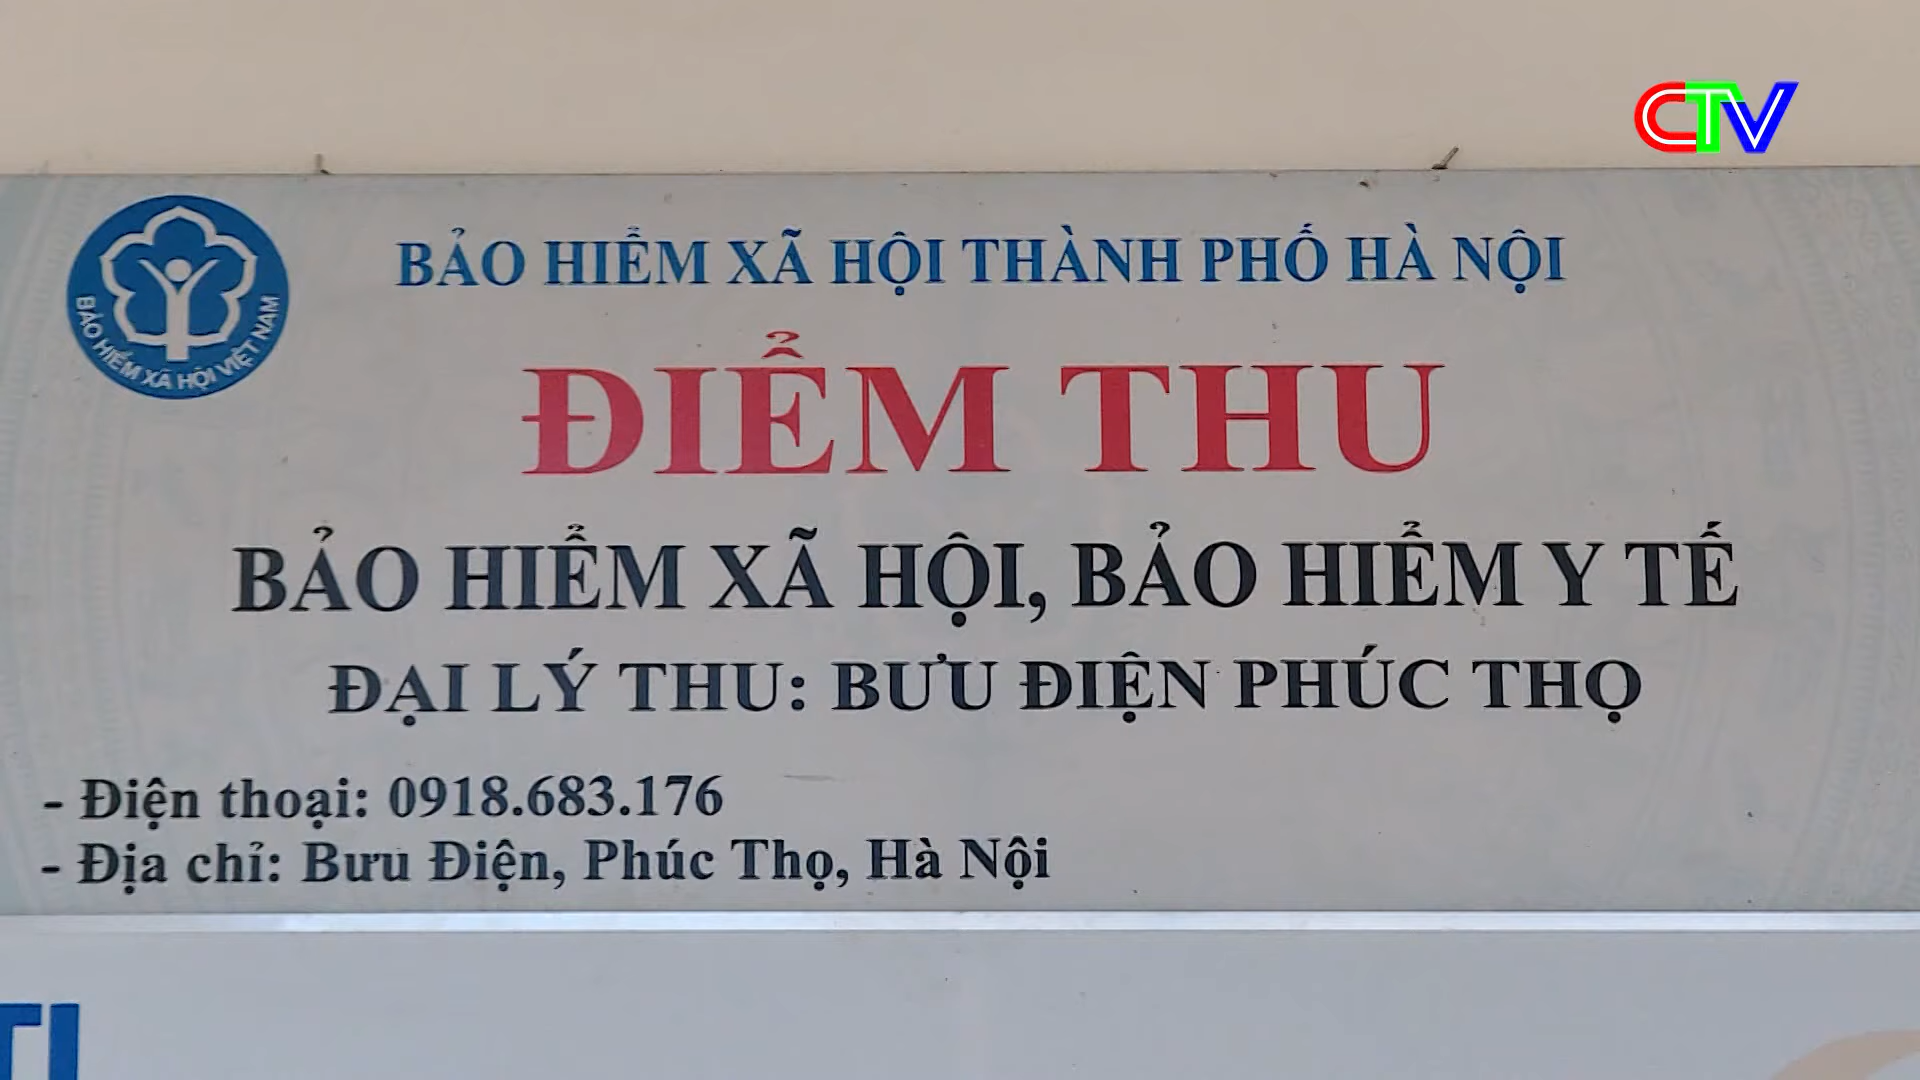 CTV
BẢO HIỂM XÃ HỘI THÀNH PHỐ HÀ NỘI
BẢO HIỂM XÃ HỘI VIỆT NAM
ĐIỂM THU
BẢO HIỂM XÃ HỘI, BẢO HIỂM Y TẾ
ĐẠI LÝ THU: BƯU ĐIỆN PHÚC THỌ
- Điện thoại: 0918.683.176
- Địa chỉ: Bưu Điện, Phúc Thọ, Hà Nội